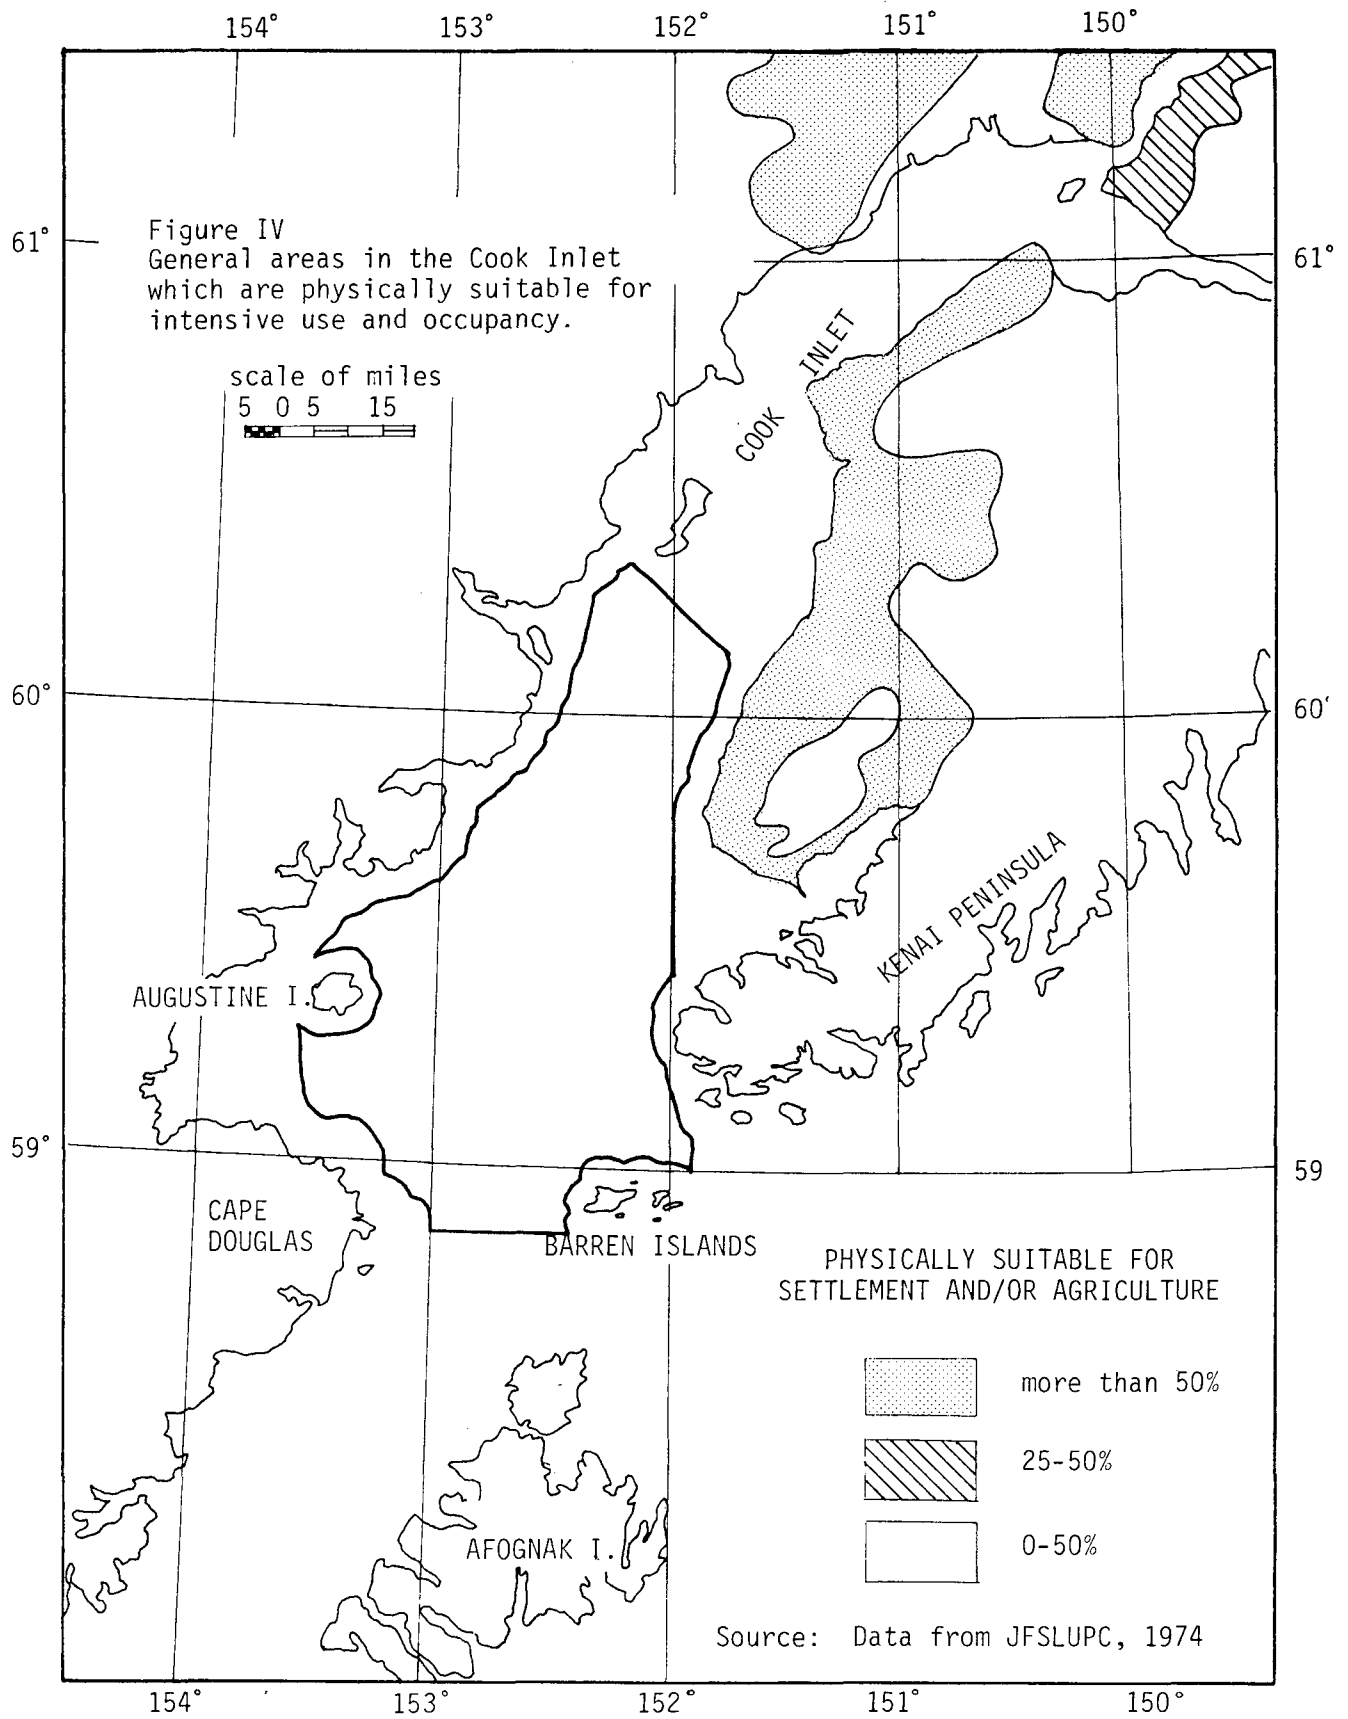 154° 153° 152° 151° 150°
61°
Figure IV
General areas in the Cook Inlet
which are physically suitable for
intensive use and occupancy.
61°
scale of miles
5 0 5 15
COOK INLET
60°
60'
KENAI PENINSULA
AUGUSTINE I.
59°
59
CAPE
DOUGLAS
BARREN ISLANDS
PHYSICALLY SUITABLE FOR
SETTLEMENT AND/OR AGRICULTURE
more than 50%
25-50%
0-50%
AFOGNAK I.
Source: Data from JFSLUPC, 1974
154° 153° 152° 151° 150°